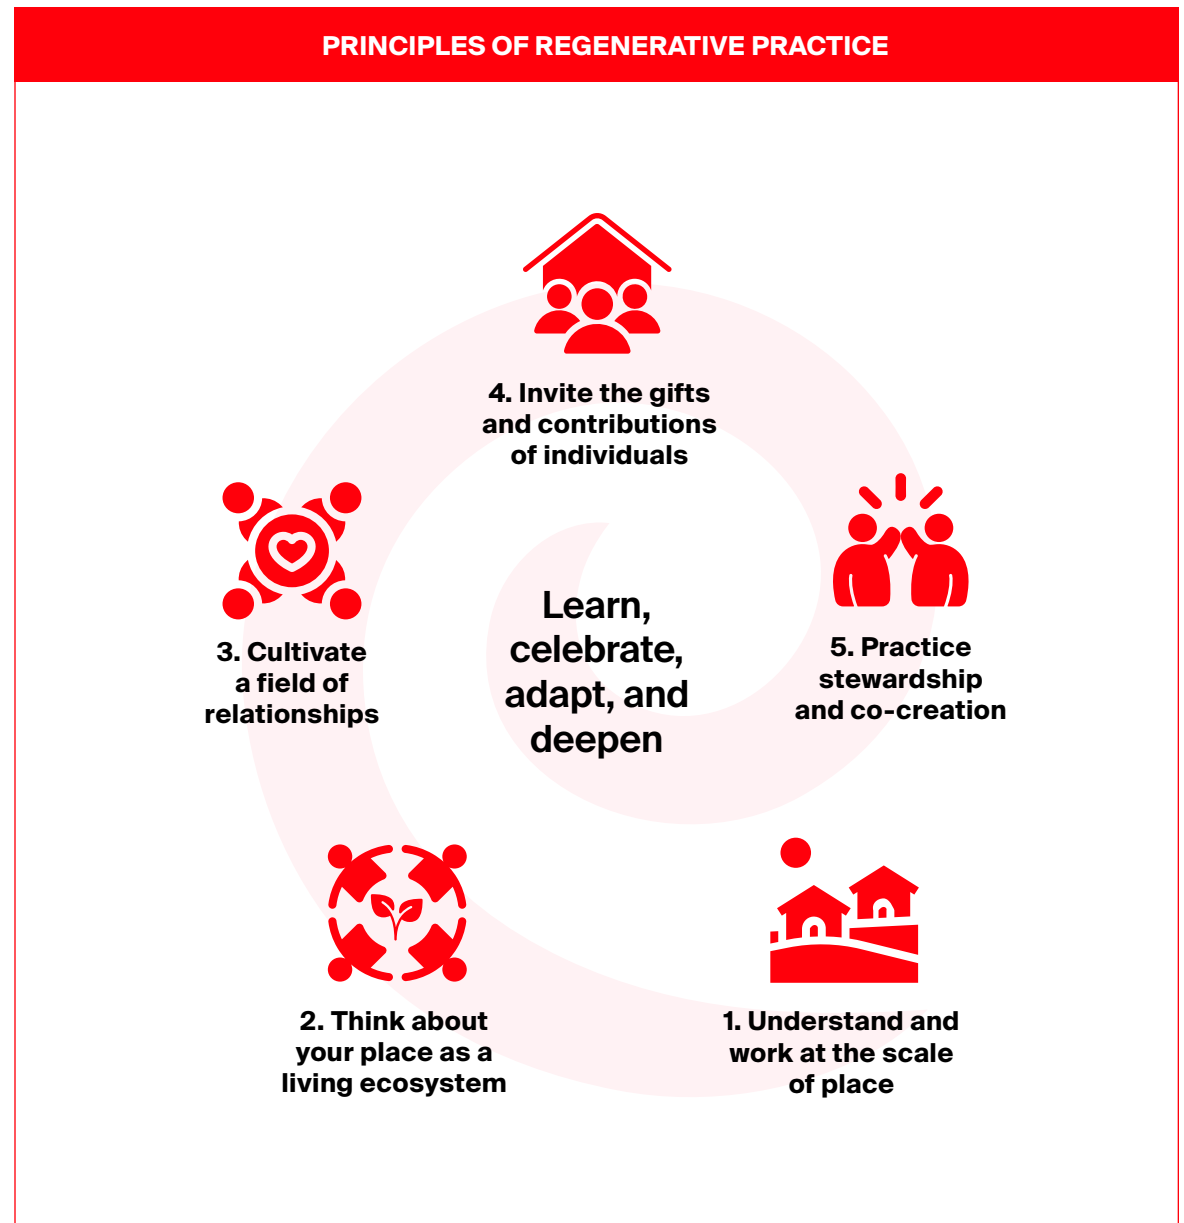 PRINCIPLES OF REGENERATIVE PRACTICE
4. Invite the gifts
and contributions
of individuals
3. Cultivate
a field of
relationships
Learn,
celebrate,
adapt, and
deepen
5. Practice
stewardship
and co-creation
2. Think about
your place as a
living ecosystem
1. Understand and
work at the scale
of place